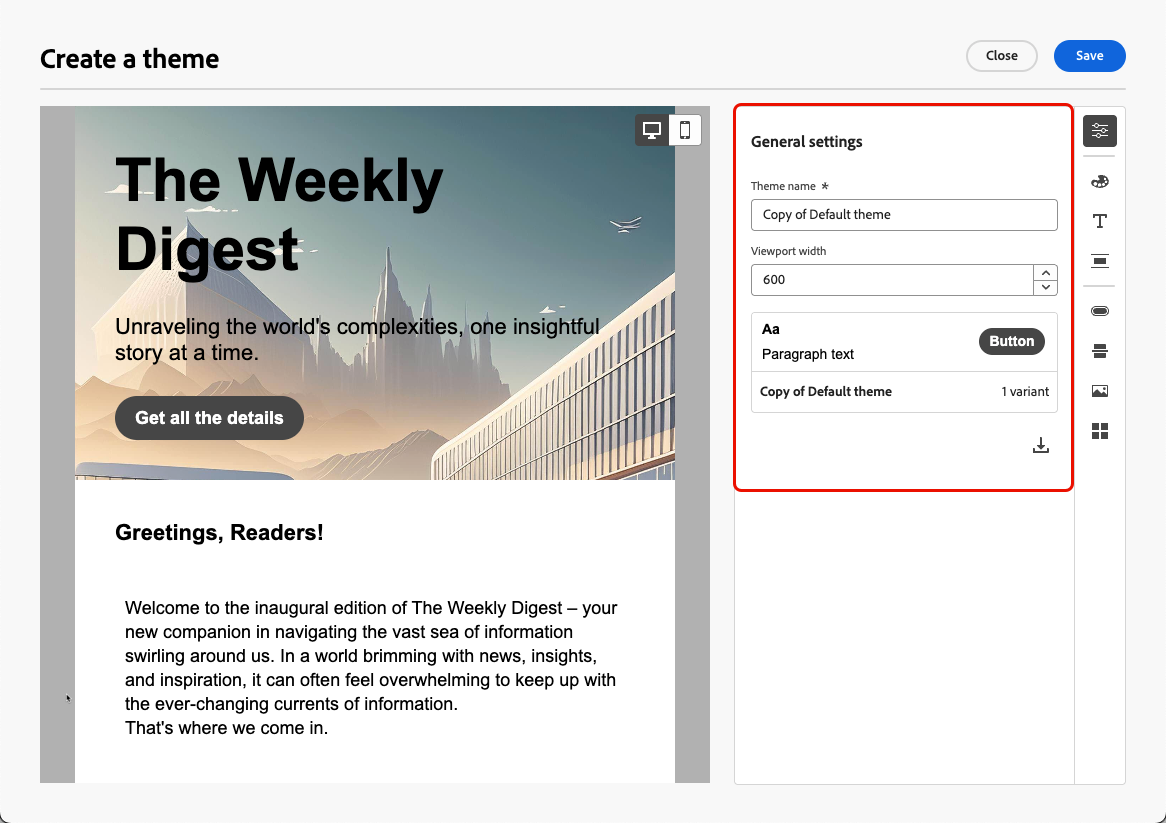 Create a theme
Close
Save
The Weekly
Digest
Unraveling the world's complexities, one insightful
story at a time.
Get all the details
Greetings, Readers!
Welcome to the inaugural edition of The Weekly Digest – your
new companion in navigating the vast sea of information
swirling around us. In a world brimming with news, insights,
and inspiration, it can often feel overwhelming to keep up with
the ever-changing currents of information.
That's where we come in.
General settings
Theme name *
Copy of Default theme
Viewport width
600
Aa
Paragraph text
Button
Copy of Default theme
1 variant
T